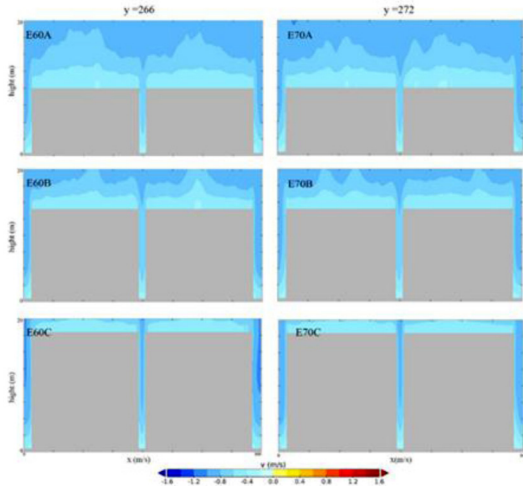 y =266
y =272
E60A
E70A
hight (m)
E60B
E70B
hight (m)
E60C
E70C
hight (m)
x (m/s)
x(m/s)
v (m/s)
-1.6 -1.2 -0.8 -0.4 0.0 0.4 0.8 1.2 1.6